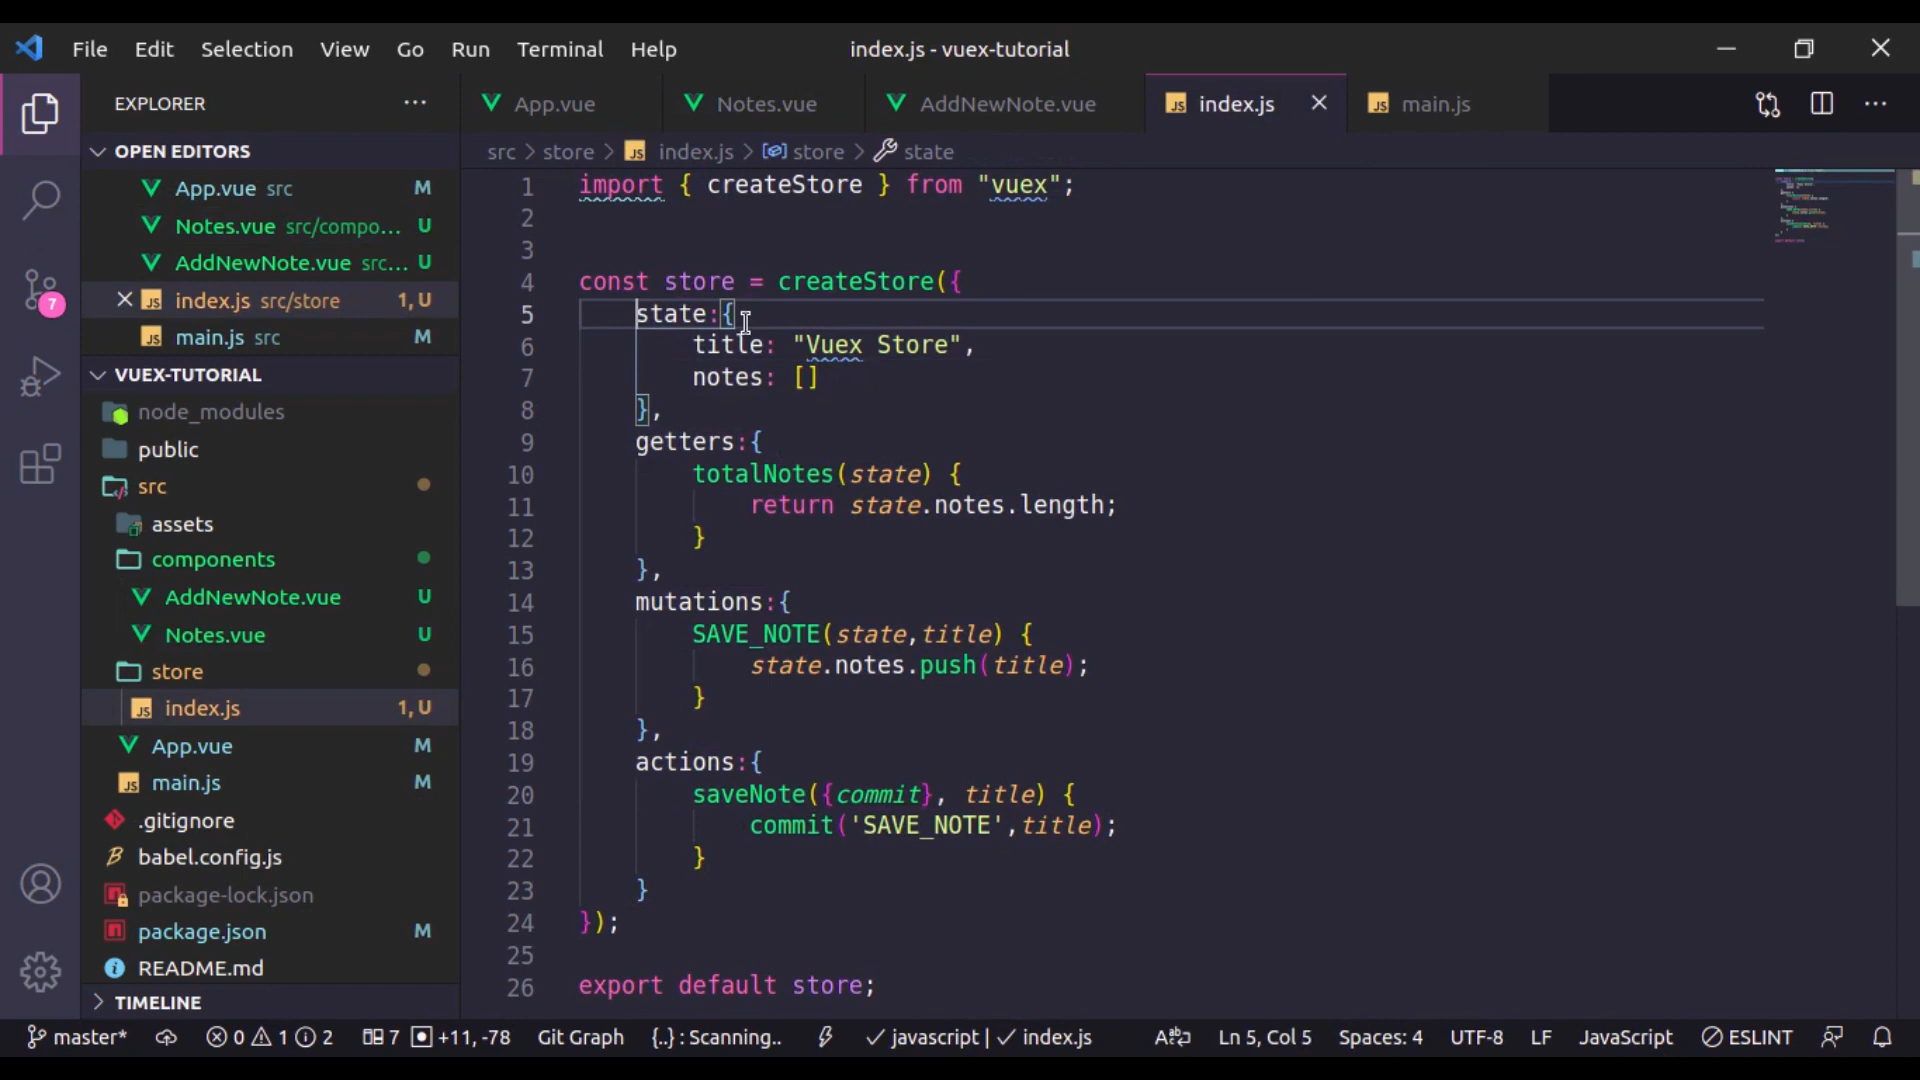 File Edit Selection View Go Run Terminal Help index.js - vuex-tutorial
EXPLORER
App.vue Notes.vue AddNewNote.vue JS index.js JS main.js
OPEN EDITORS
App.vue src M
Notes.vue src/compo... U
AddNewNote.vue src... U
JS index.js src/store 1, U
JS main.js src M
VUEX-TUTORIAL
node_modules
public
src
assets
components
AddNewNote.vue U
Notes.vue U
store
JS index.js 1, U
App.vue M
JS main.js M
.gitignore
babel.config.js
package-lock.json
package.json M
README.md
TIMELINE
src > store > JS index.js > store > state
1 import { createStore } from "vuex";
2
3
4 const store = createStore({
5 state:{
6 title: "Vuex Store",
7 notes: []
8 },
9 getters:{
10 totalNotes(state) {
11 return state.notes.length;
12 }
13 },
14 mutations:{
15 SAVE_NOTE(state,title) {
16 state.notes.push(title);
17 }
18 },
19 actions:{
20 saveNote({commit}, title) {
21 commit('SAVE_NOTE',title);
22 }
23 }
24 });
25
26 export default store;
7
master* 0 1 2 7 +11, -78 Git Graph {..} : Scanning.. javascript | index.js Ln 5, Col 5 Spaces: 4 UTF-8 LF JavaScript ESLINT